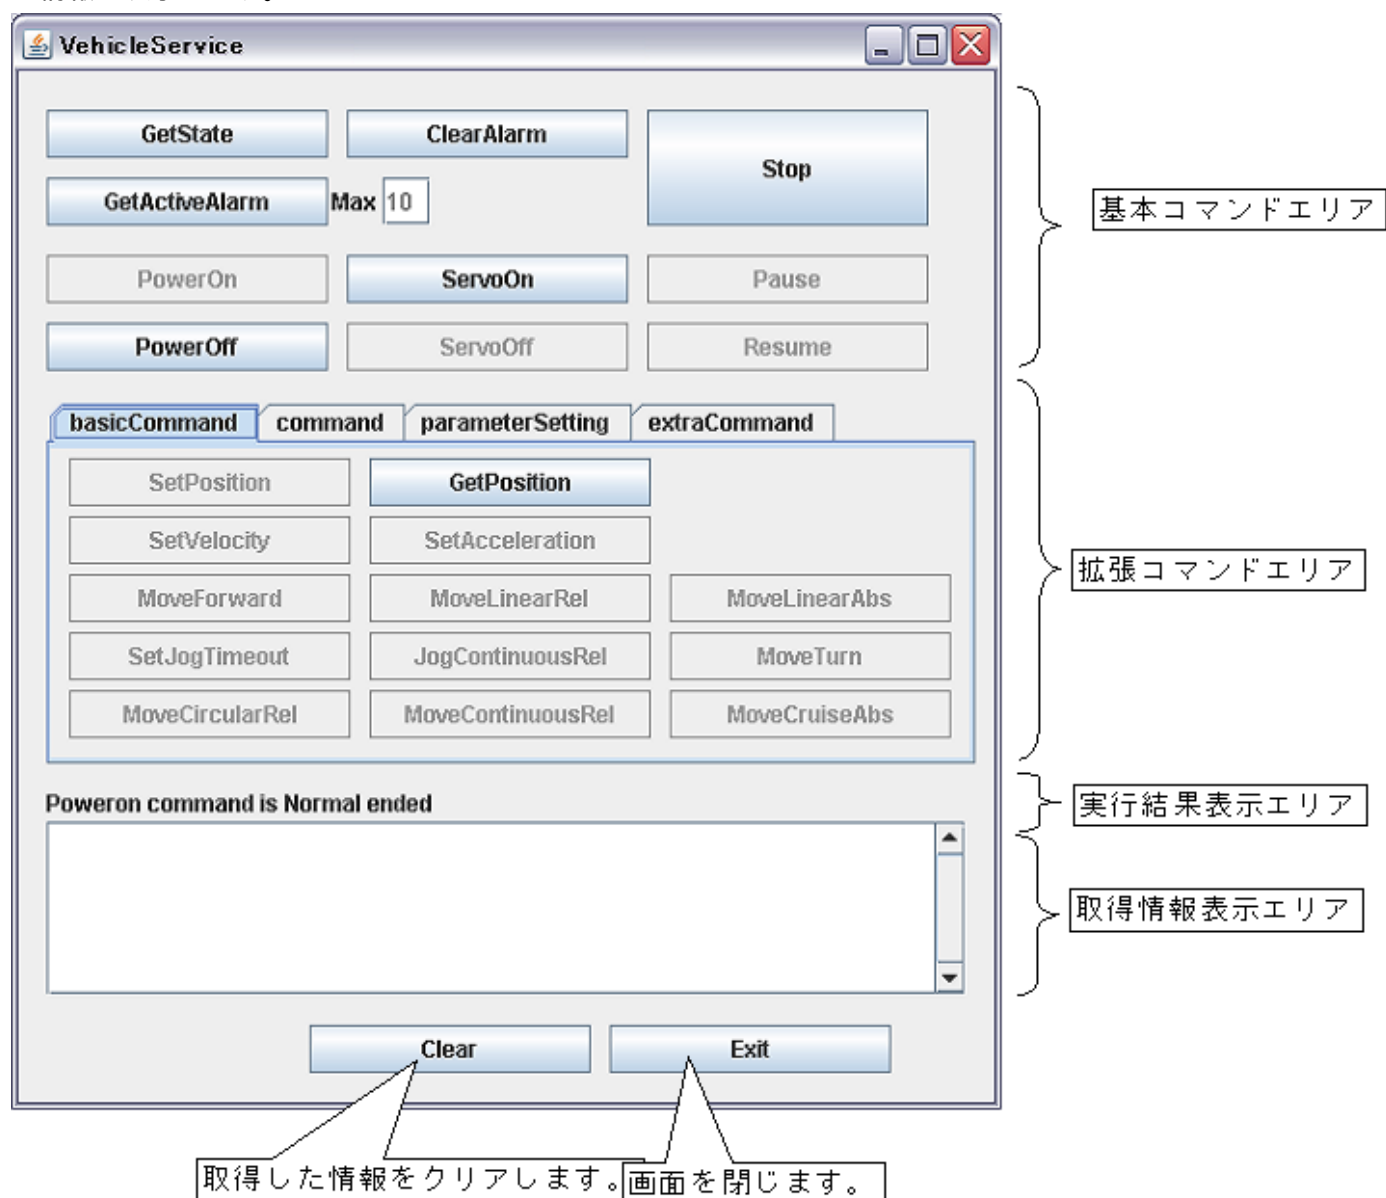 VehicleService
GetState ClearAlarm Stop
GetActiveAlarm Max 10
基本コマンドエリア
PowerOn ServoOn Pause
PowerOff ServoOff Resume
basicCommand command parameterSetting extraCommand
SetPosition GetPosition
SetVelocity SetAcceleration
拡張コマンドエリア
MoveForward MoveLinearRel MoveLinearAbs
SetJogTimeout JogContinuousRel MoveTurn
MoveCircularRel MoveContinuousRel MoveCruiseAbs
Poweron command is Normal ended
実行結果表示エリア
取得情報表示エリア
Clear Exit
取得した情報をクリアします。
画面を閉じます。